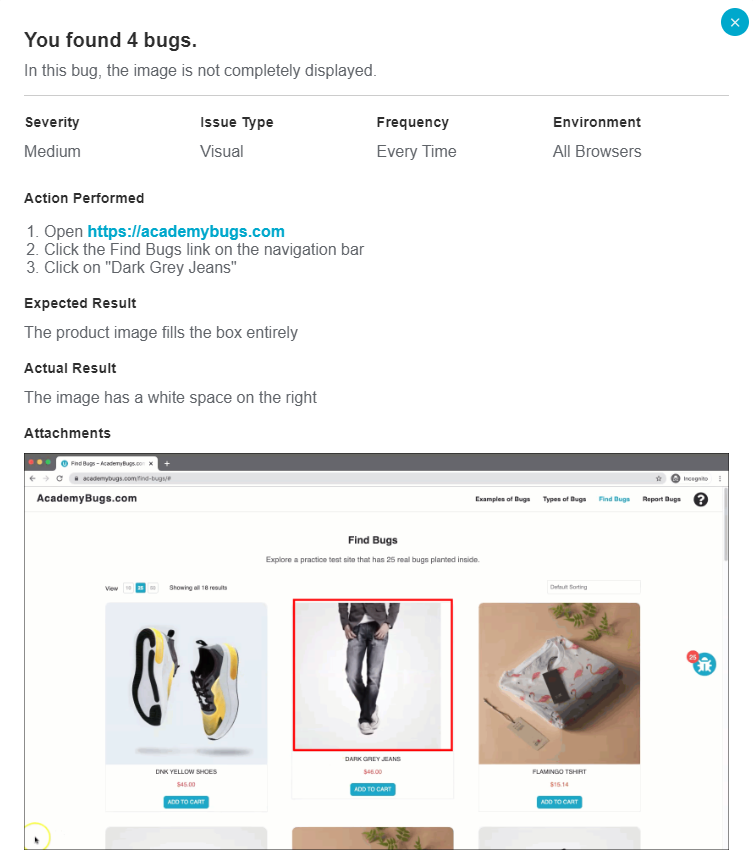 You found 4 bugs.
In this bug, the image is not completely displayed.
Severity Issue Type Frequency Environment
Medium Visual Every Time All Browsers
Action Performed
1. Open https://academybugs.com
2. Click the Find Bugs link on the navigation bar
3. Click on "Dark Grey Jeans"
Expected Result
The product image fills the box entirely
Actual Result
The image has a white space on the right
Attachments
Find Bugs – AcademyBugs.com
academybugs.com/find-bugs/# Incognito
AcademyBugs.com Examples of Bugs Types of Bugs Find Bugs Report Bugs ?
Find Bugs
Explore a practice test site that has 25 real bugs planted inside.
View Showing all 18 results Default Sorting
25
DNK YELLOW SHOES DARK GREY JEANS FLAMINGO TSHIRT
$45.00 $46.00 $15.14
ADD TO CART ADD TO CART ADD TO CART